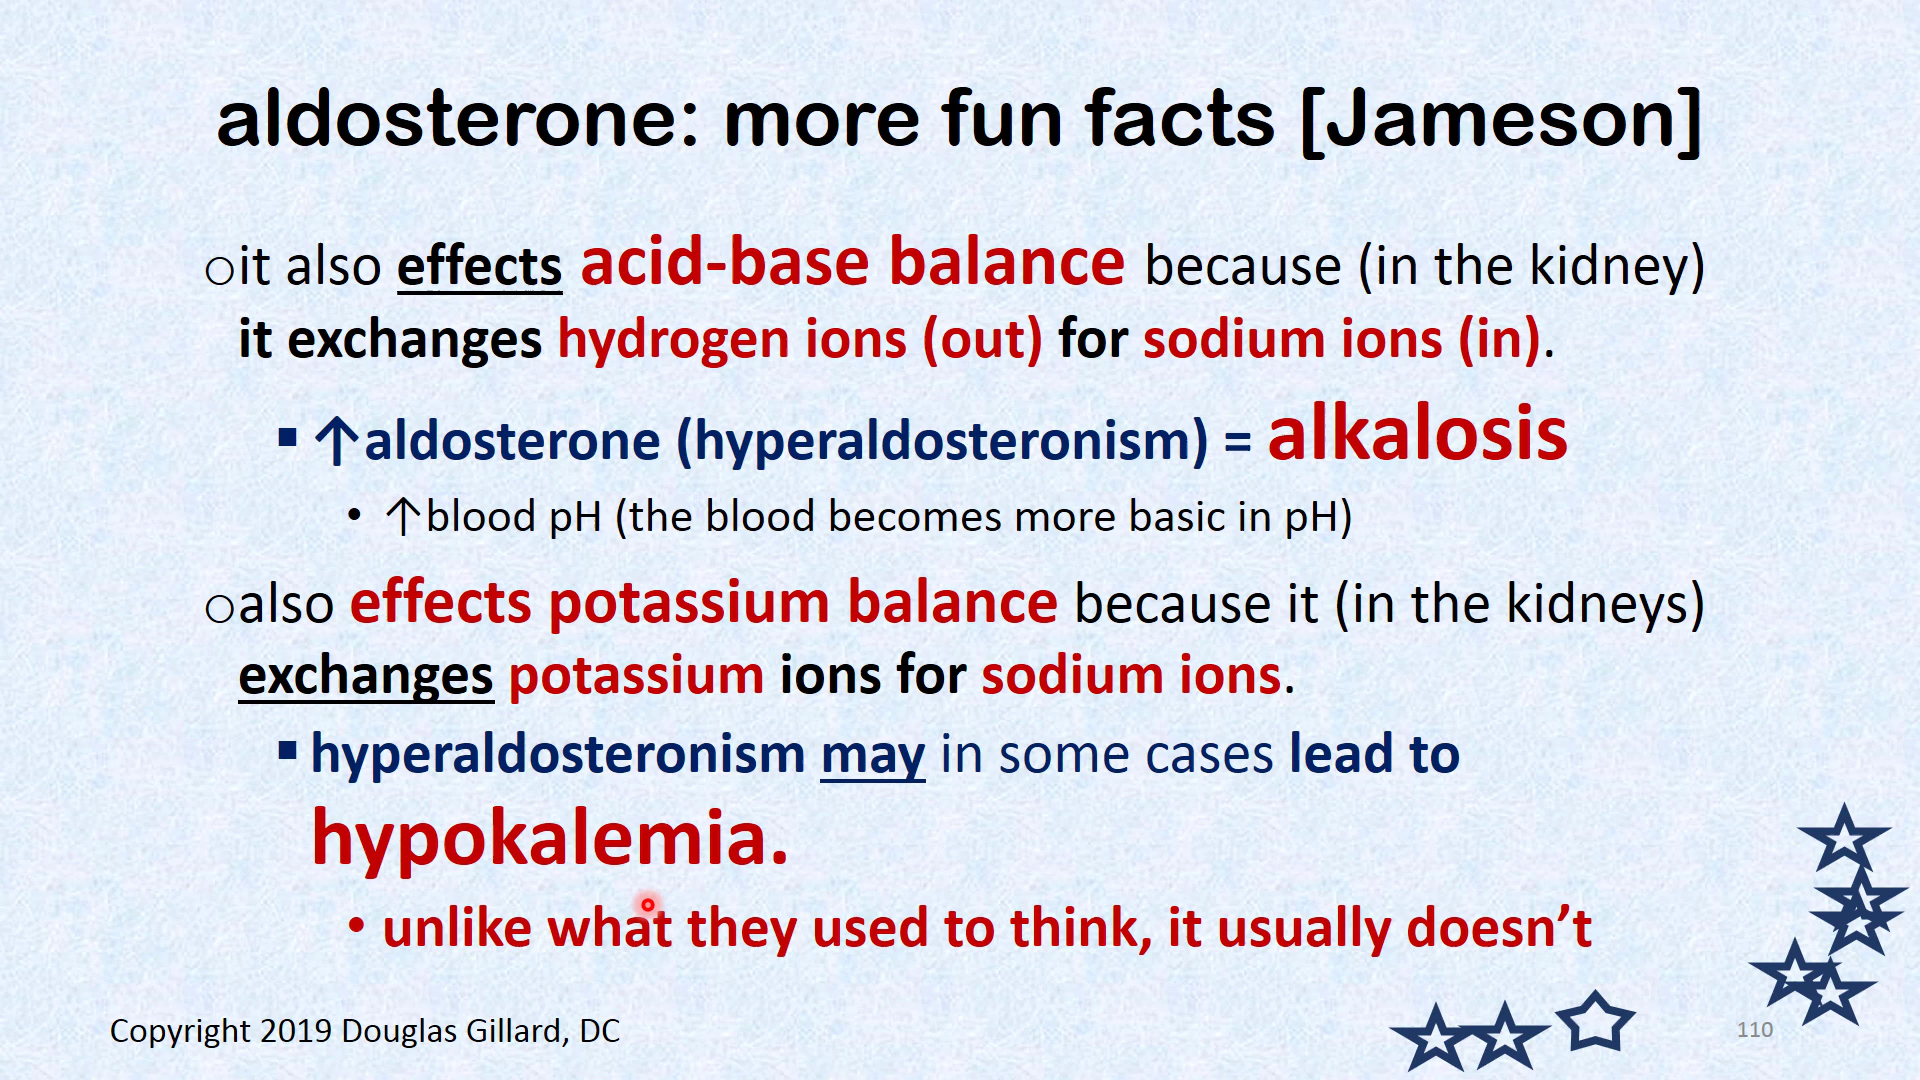 aldosterone: more fun facts [Jameson]
○it also effects acid-base balance because (in the kidney)
it exchanges hydrogen ions (out) for sodium ions (in).
▪ ↑aldosterone (hyperaldosteronism) = alkalosis
• ↑blood pH (the blood becomes more basic in pH)
○also effects potassium balance because it (in the kidneys)
exchanges potassium ions for sodium ions.
▪ hyperaldosteronism may in some cases lead to
hypokalemia.
• unlike what they used to think, it usually doesn’t
Copyright 2019 Douglas Gillard, DC
110